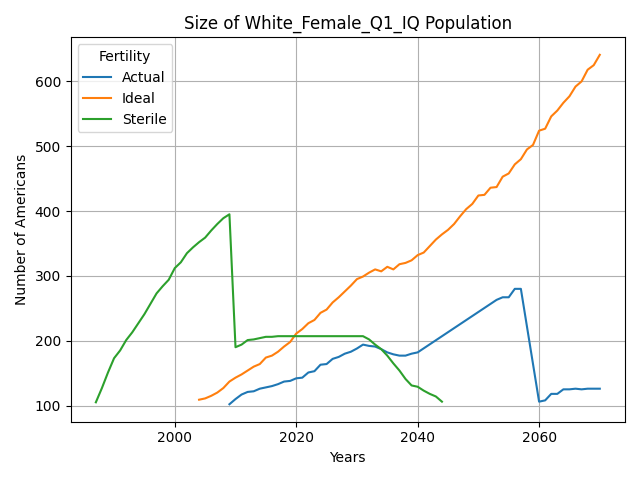 Size of White_Female_Q1_IQ Population
Fertility
Actual
Ideal
Sterile
Number of Americans
600
500
400
300
200
100
2000
2020
2040
2060
Years